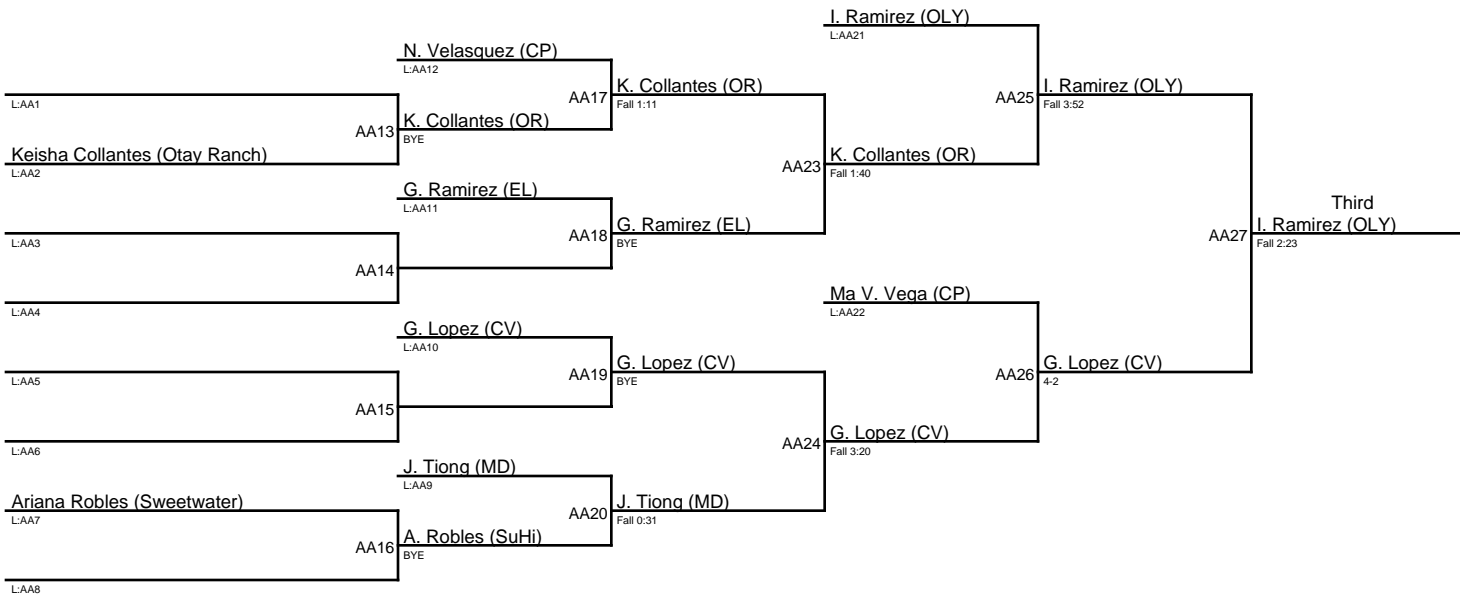 I. Ramirez (OLY)
L:AA21
N. Velasquez (CP)
L:AA12
AA17
K. Collantes (OR)
Fall 1:11
AA25
I. Ramirez (OLY)
Fall 3:52
L:AA1
AA13
K. Collantes (OR)
BYE
Keisha Collantes (Otay Ranch)
L:AA2
AA23
K. Collantes (OR)
Fall 1:40
G. Ramirez (EL)
L:AA11
Third
L:AA3
AA18
G. Ramirez (EL)
BYE
AA27
I. Ramirez (OLY)
Fall 2:23
AA14
L:AA4
Ma V. Vega (CP)
L:AA22
G. Lopez (CV)
L:AA10
L:AA5
AA19
G. Lopez (CV)
BYE
AA26
G. Lopez (CV)
4-2
AA15
L:AA6
AA24
G. Lopez (CV)
Fall 3:20
J. Tiong (MD)
L:AA9
Ariana Robles (Sweetwater)
L:AA7
AA20
J. Tiong (MD)
Fall 0:31
AA16
A. Robles (SuHi)
BYE
L:AA8